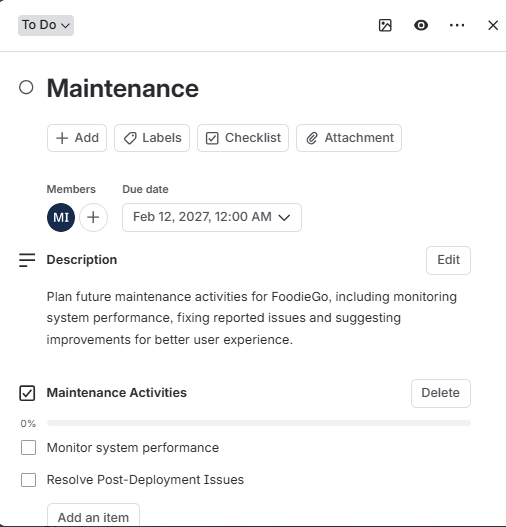 To Do
Maintenance
Add
Labels
Checklist
Attachment
Members
Due date
MI
Feb 12, 2027, 12:00 AM
Description
Edit
Plan future maintenance activities for FoodieGo, including monitoring
system performance, fixing reported issues and suggesting
improvements for better user experience.
Maintenance Activities
Delete
0%
Monitor system performance
Resolve Post-Deployment Issues
Add an item